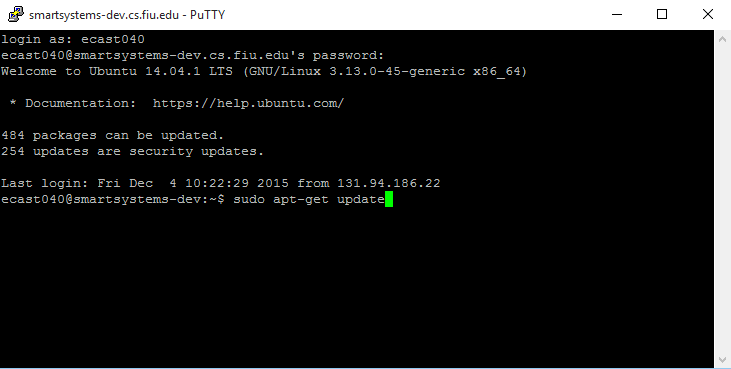 smartsystems-dev.cs.fiu.edu - PuTTY
login as: ecast040
ecast040@smartsystems-dev.cs.fiu.edu's password:
Welcome to Ubuntu 14.04.1 LTS (GNU/Linux 3.13.0-45-generic x86_64)
* Documentation:  https://help.ubuntu.com/
484 packages can be updated.
254 updates are security updates.
Last login: Fri Dec  4 10:22:29 2015 from 131.94.186.22
ecast040@smartsystems-dev:~$ sudo apt-get update